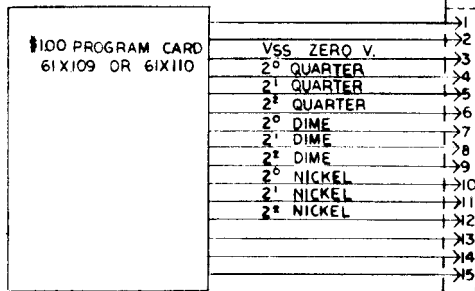 $1.00 PROGRAM CARD
61X109 OR 61X110
VSS ZERO V.
2⁰ QUARTER
2¹ QUARTER
2² QUARTER
2⁰ DIME
2¹ DIME
2² DIME
2⁰ NICKEL
2¹ NICKEL
2² NICKEL
1
2
3
4
5
6
7
8
9
10
11
12
13
14
15